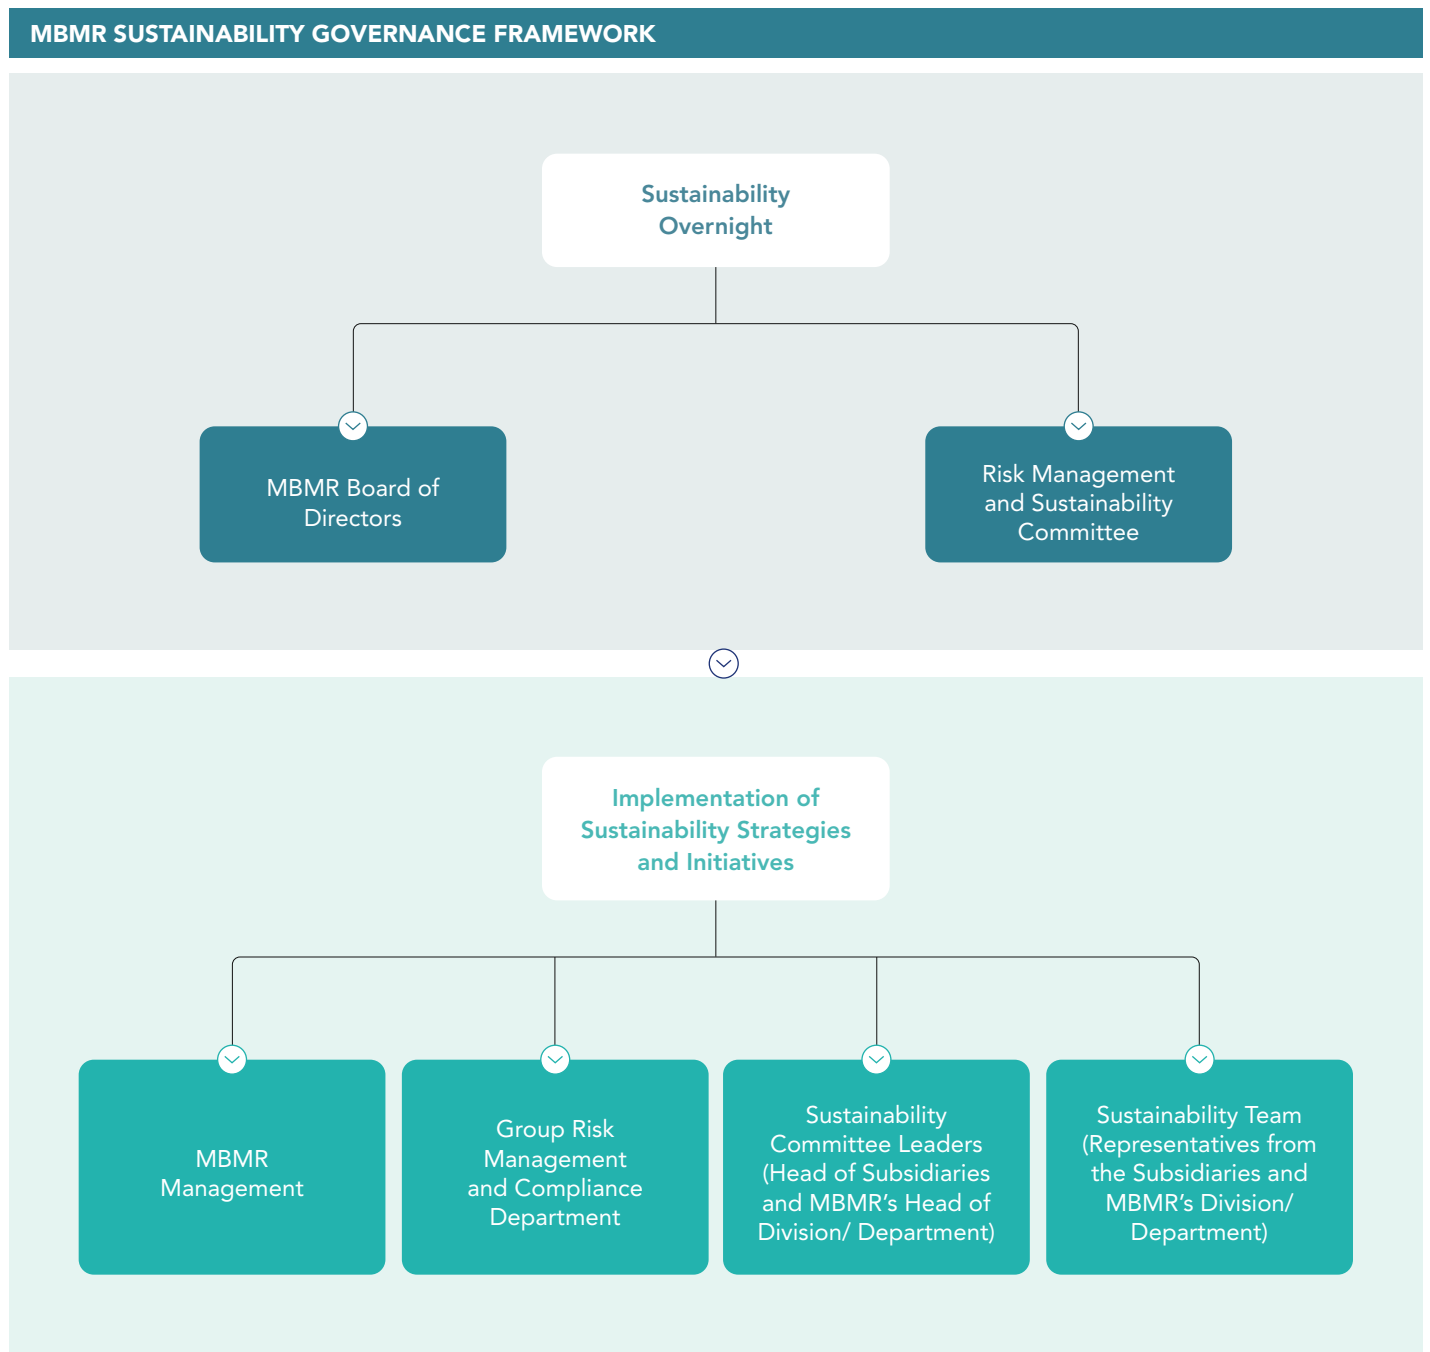 MBMR SUSTAINABILITY GOVERNANCE FRAMEWORK
Sustainability
Overnight
MBMR Board of
Directors
Risk Management
and Sustainability
Committee
Implementation of
Sustainability Strategies
and Initiatives
MBMR
Management
Group Risk
Management
and Compliance
Department
Sustainability
Committee Leaders
(Head of Subsidiaries
and MBMR’s Head of
Division/ Department)
Sustainability Team
(Representatives from
the Subsidiaries and
MBMR’s Division/
Department)